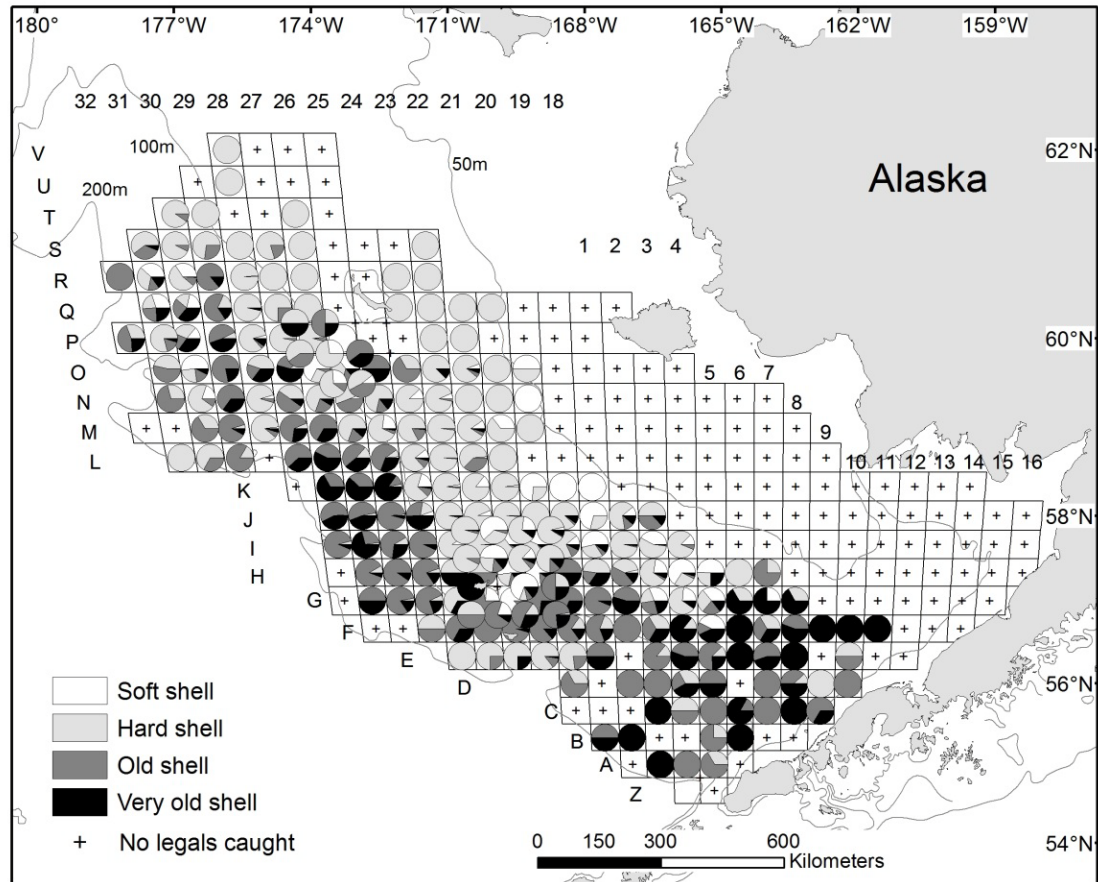 180° 177°W 174°W 171°W 168°W 165°W 162°W 159°W
32 31 30 29 28 27 26 25 24 23 22 21 20 19 18
V
100m
50m
62°N
U
200m
Alaska
T
S
1 2 3 4
R
Q
P
60°N
O
5 6 7
N
8
M
9
L
10 11 12 13 14 15 16
K
J
58°N
I
H
G
F
E
D
56°N
C
B
A
Z
Soft shell
Hard shell
Old shell
Very old shell
+ No legals caught
0 150 300 600
Kilometers
54°N